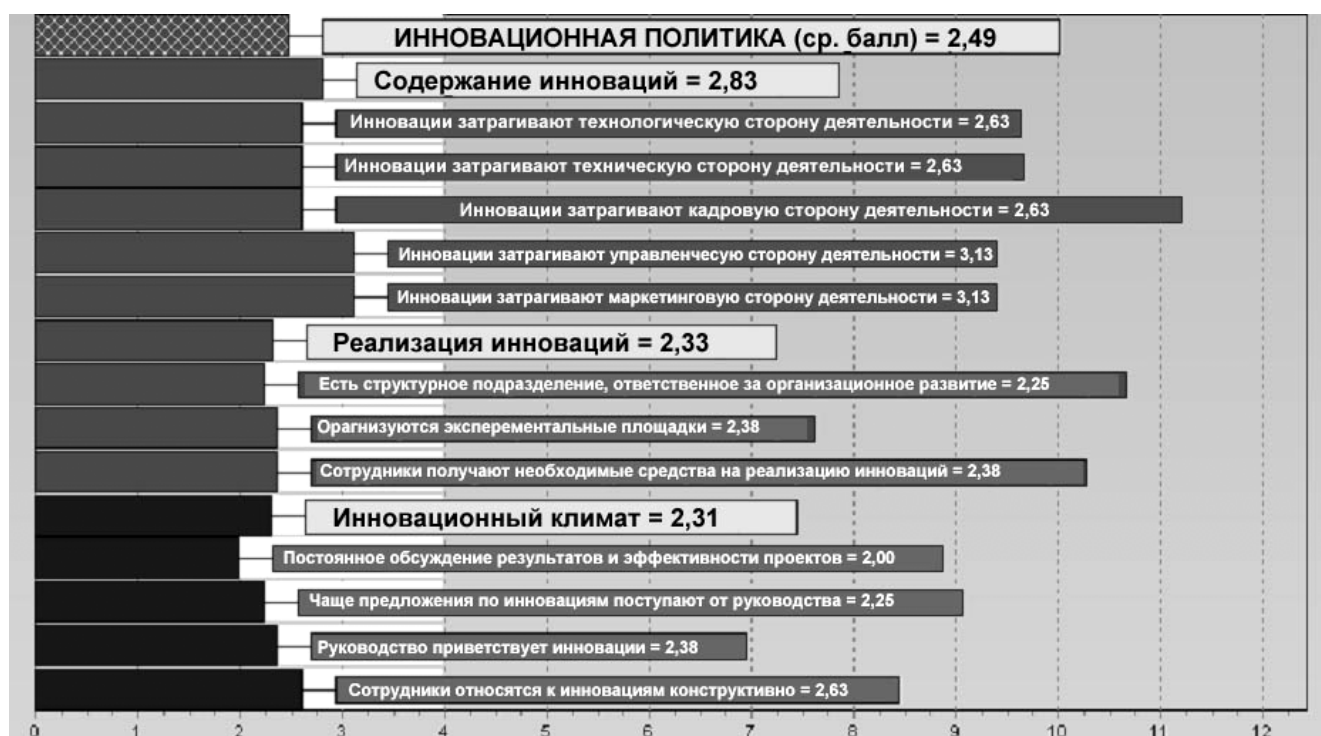 ИННОВАЦИОННАЯ ПОЛИТИКА (ср. балл) = 2,49
Содержание инноваций = 2,83
Инновации затрагивают технологическую сторону деятельности = 2,63
Инновации затрагивают техническую сторону деятельности = 2,63
Инновации затрагивают кадровую сторону деятельности = 2,63
Инновации затрагивают управленчесую сторону деятельности = 3,13
Инновации затрагивают маркетинговую сторону деятельности = 3,13
Реализация инноваций = 2,33
Есть структурное подразделение, ответственное за организационное развитие = 2,25
Орагнизуются эксперементальные площадки = 2,38
Сотрудники получают необходимые средства на реализацию инноваций = 2,38
Инновационный климат = 2,31
Постоянное обсуждение результатов и эффективности проектов = 2,00
Чаще предложения по инновациям поступают от руководства = 2,25
Руководство приветствует инновации = 2,38
Сотрудники относятся к инновациям конструктивно = 2,63
0 1 2 3 4 5 6 7 8 9 10 11 12